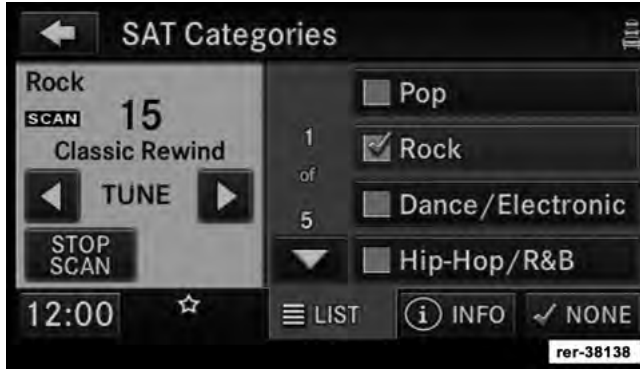 SAT Categories
Rock
SCAN 15
Classic Rewind
TUNE
STOP
SCAN
1
of
5
Pop
Rock
Dance/Electronic
Hip-Hop/R&B
12:00
LIST
INFO
NONE
rer-38138